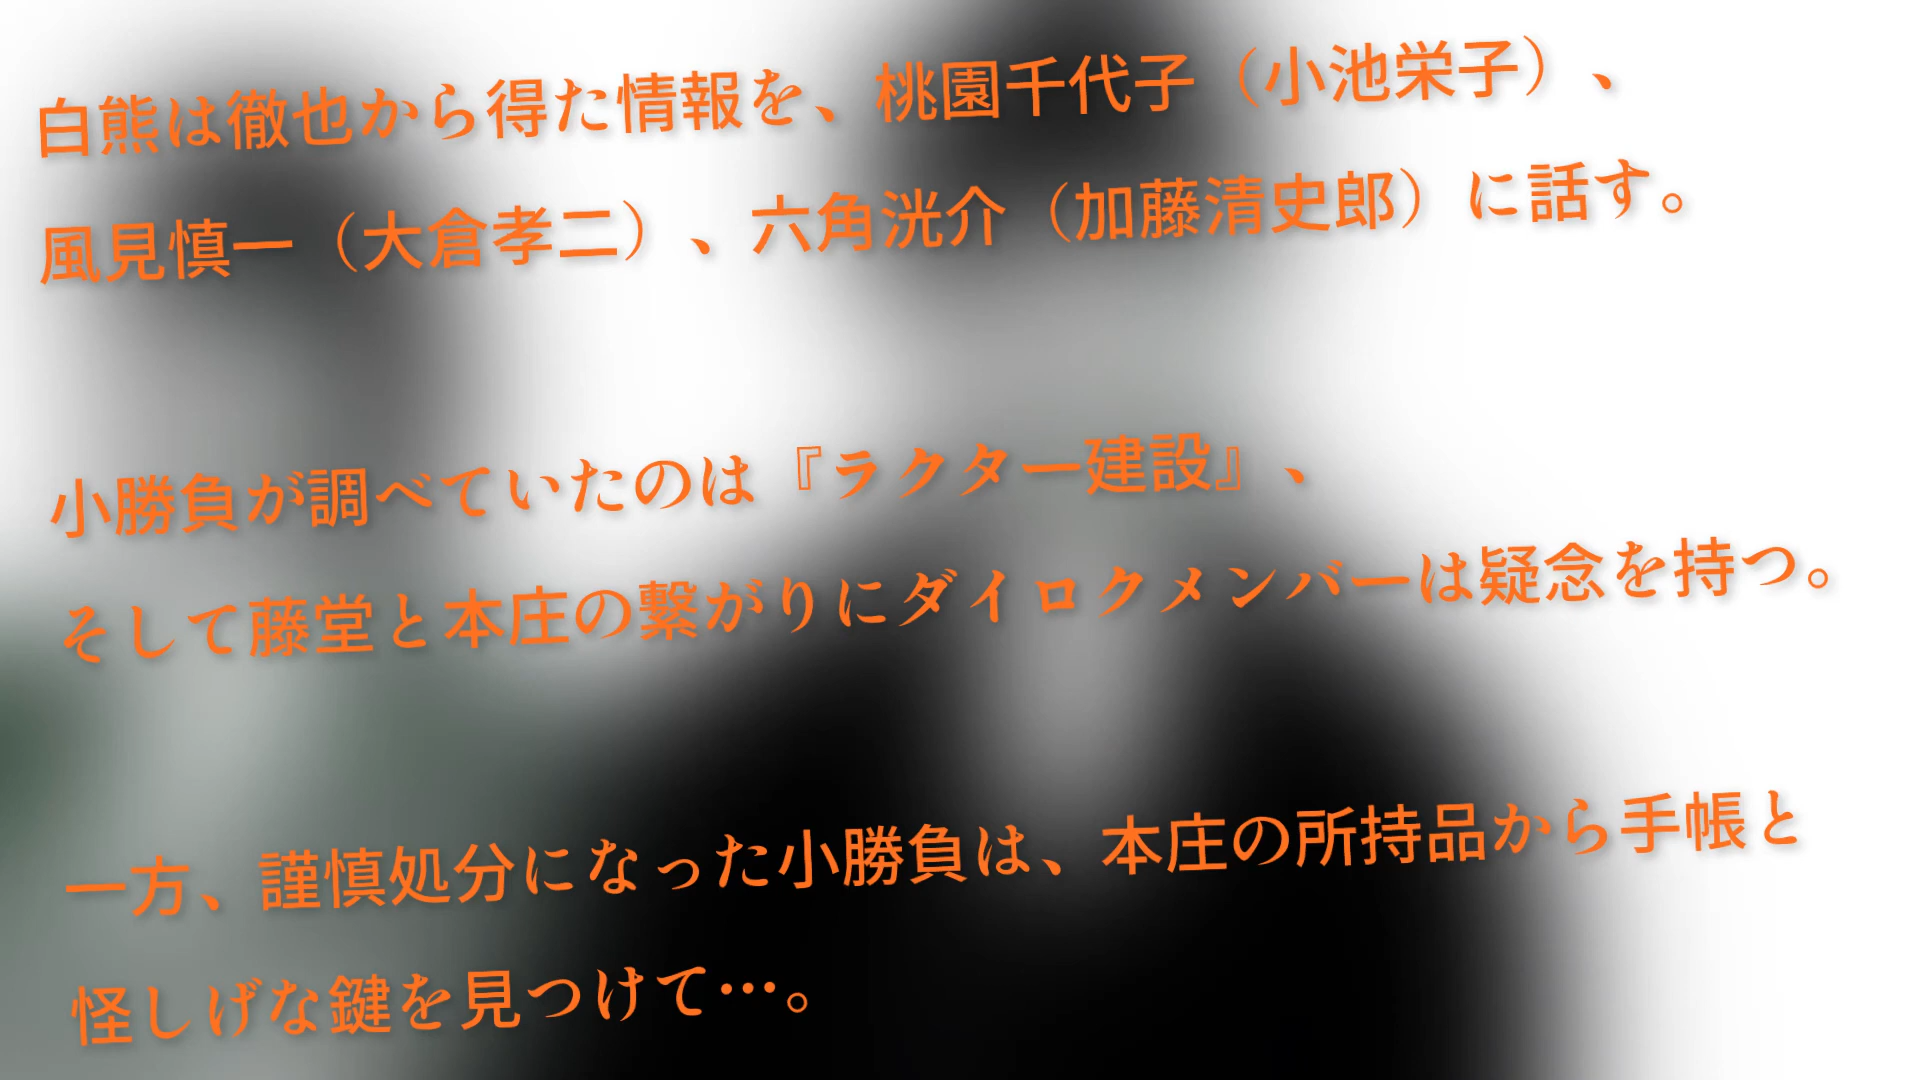 白熊は徹也から得た情報を、桃園千代子（小池栄子）、
風見慎一（大倉孝二）、六角洸介（加藤清史郎）に話す。
小勝負が調べていたのは『ラクター建設』、
そして藤堂と本庄の繋がりにダイロクメンバーは疑念を持つ。
一方、謹慎処分になった小勝負は、本庄の所持品から手帳と
怪しげな鍵を見つけて…。